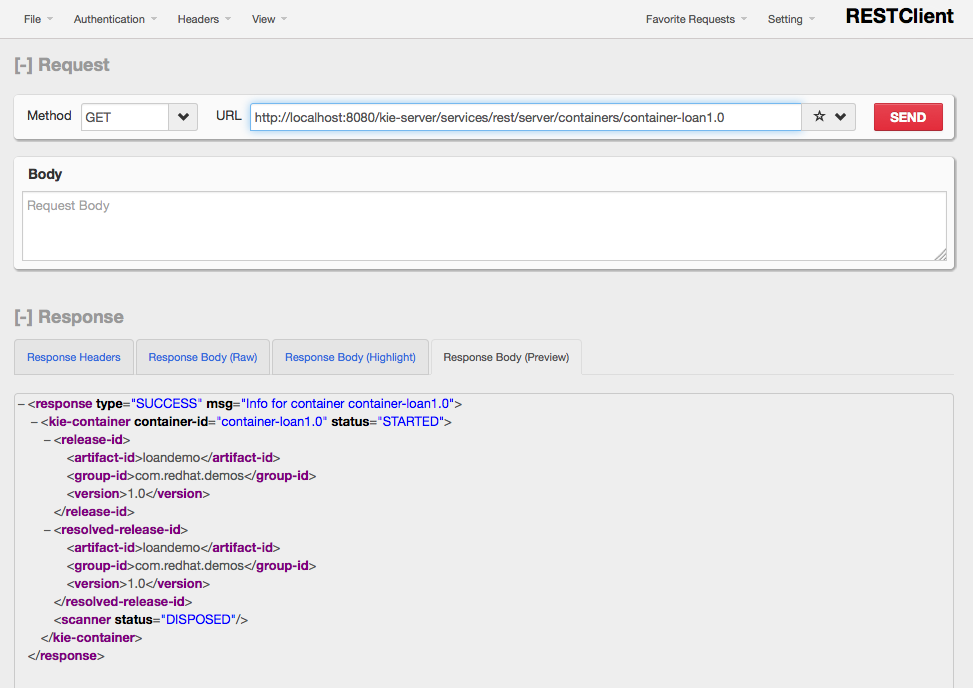 File Authentication Headers View Favorite Requests Setting RESTClient
[-] Request
Method GET URL http://localhost:8080/kie-server/services/rest/server/containers/container-loan1.0 SEND
Body
Request Body
[-] Response
Response Headers Response Body (Raw) Response Body (Highlight) Response Body (Preview)
–<response type="SUCCESS" msg="Info for container container-loan1.0">
–<kie-container container-id="container-loan1.0" status="STARTED">
–<release-id>
<artifact-id>loandemo</artifact-id>
<group-id>com.redhat.demos</group-id>
<version>1.0</version>
</release-id>
–<resolved-release-id>
<artifact-id>loandemo</artifact-id>
<group-id>com.redhat.demos</group-id>
<version>1.0</version>
</resolved-release-id>
<scanner status="DISPOSED"/>
</kie-container>
</response>